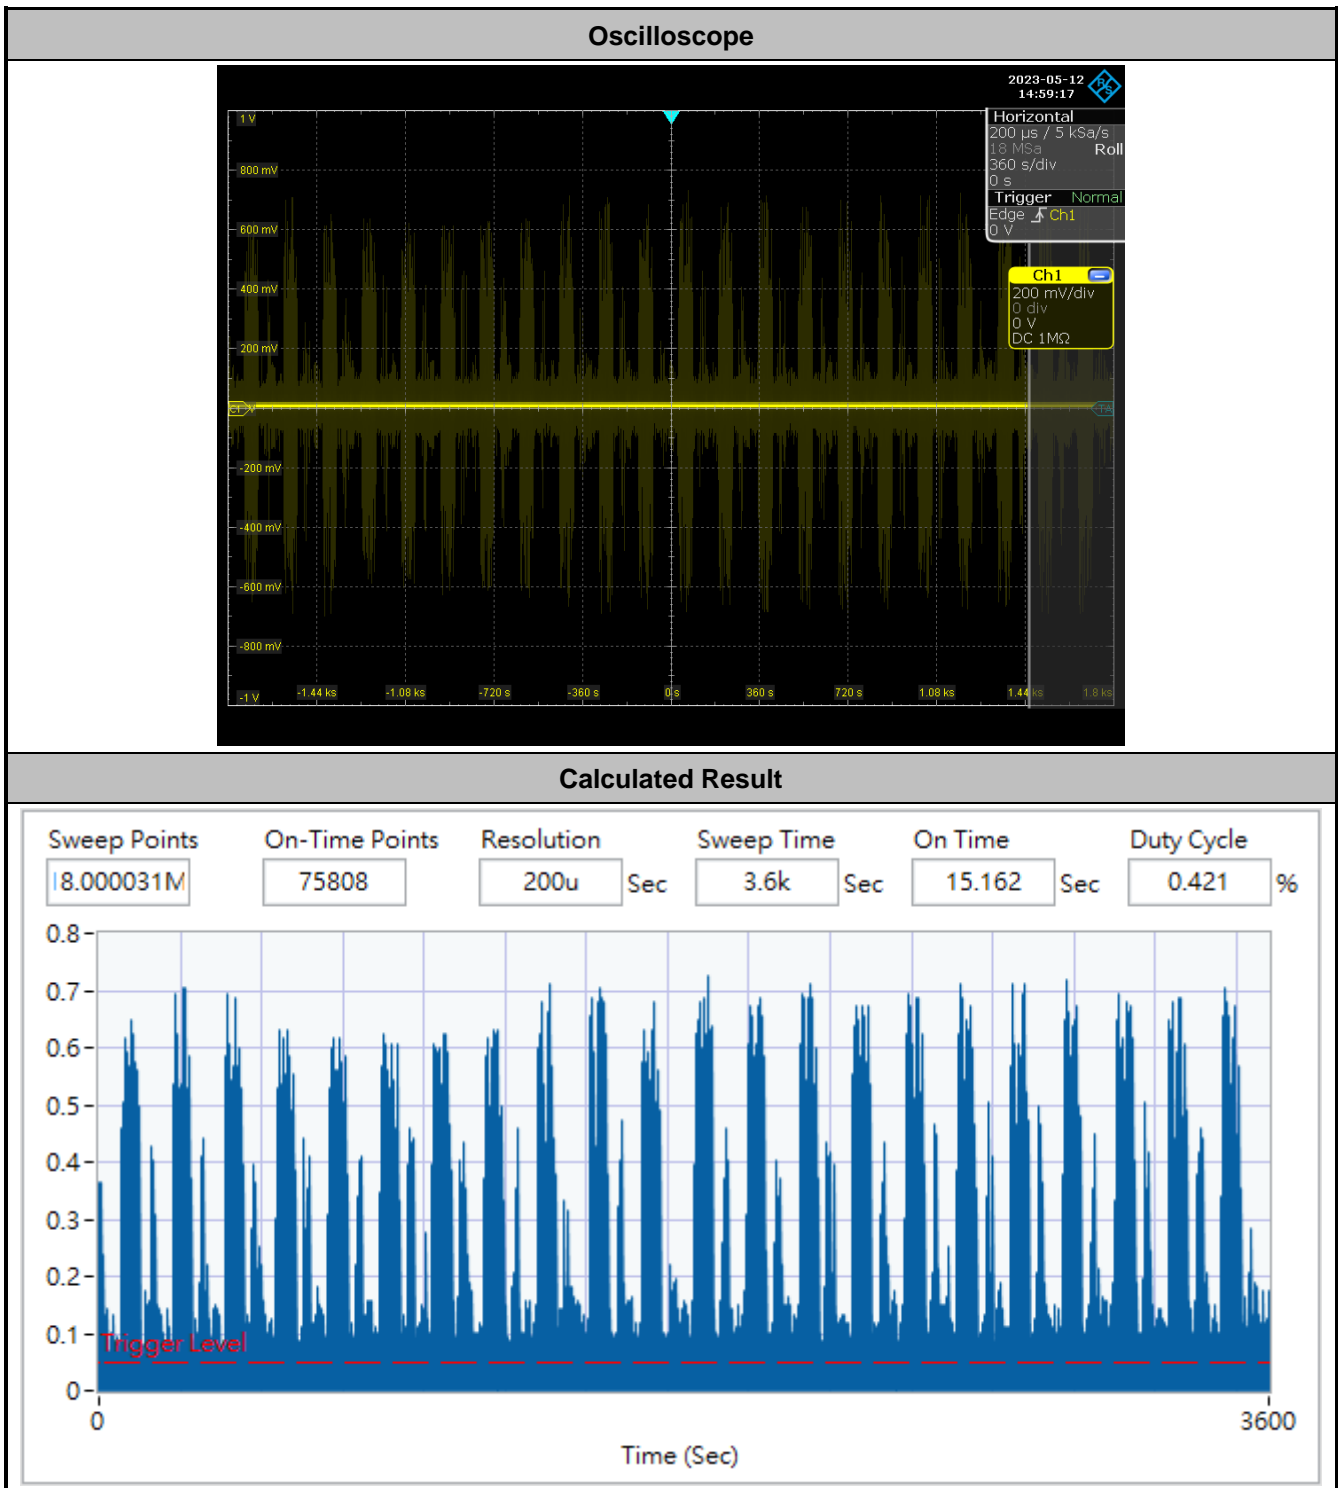 Oscilloscope
2023-05-12
14:59:17
Horizontal
200 µs / 5 kSa/s
18 MSa Roll
360 s/div
0 s
Trigger Normal
Edge Ch1
0 V
Ch1
200 mV/div
0 div
0 V
DC 1MΩ
1 V
800 mV
600 mV
400 mV
200 mV
C1
TA
-200 mV
-400 mV
-600 mV
-800 mV
-1 V
-1.44 ks -1.08 ks -720 s -360 s 0 s 360 s 720 s 1.08 ks 1.44 ks 1.8 ks
Calculated Result
Sweep Points On-Time Points Resolution Sweep Time On Time Duty Cycle
8.000031M 75808 200u Sec 3.6k Sec 15.162 Sec 0.421 %
0.8
0.7
0.6
0.5
0.4
0.3
0.2
0.1
Trigger Level
0
0 3600
Time (Sec)